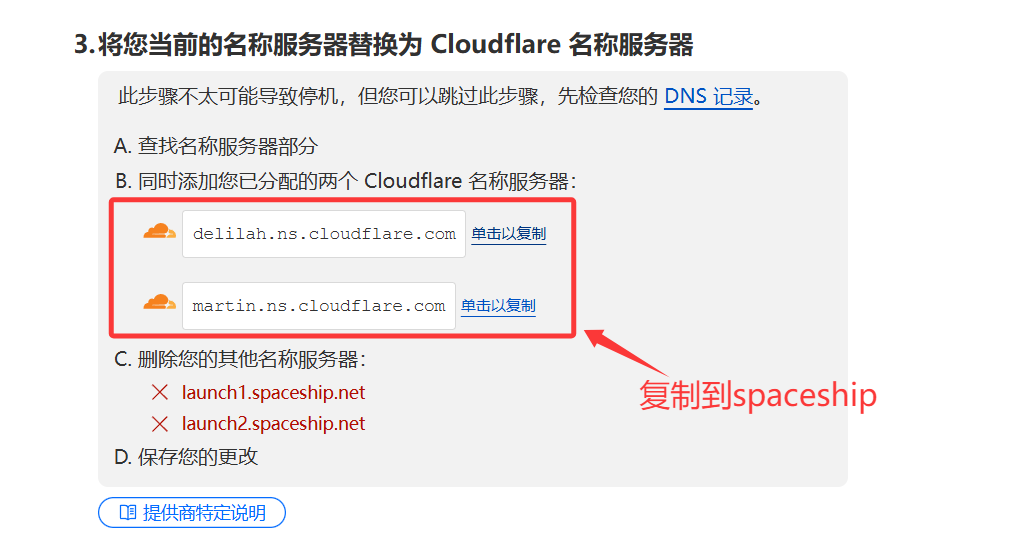 3.将您当前的名称服务器替换为 Cloudflare 名称服务器
此步骤不太可能导致停机，但您可以跳过此步骤，先检查您的 DNS 记录。
A. 查找名称服务器部分
B. 同时添加您已分配的两个 Cloudflare 名称服务器：
delilah.ns.cloudflare.com 单击以复制
martin.ns.cloudflare.com 单击以复制
C. 删除您的其他名称服务器：
复制到spaceship
launch1.spaceship.net
launch2.spaceship.net
D. 保存您的更改
提供商特定说明